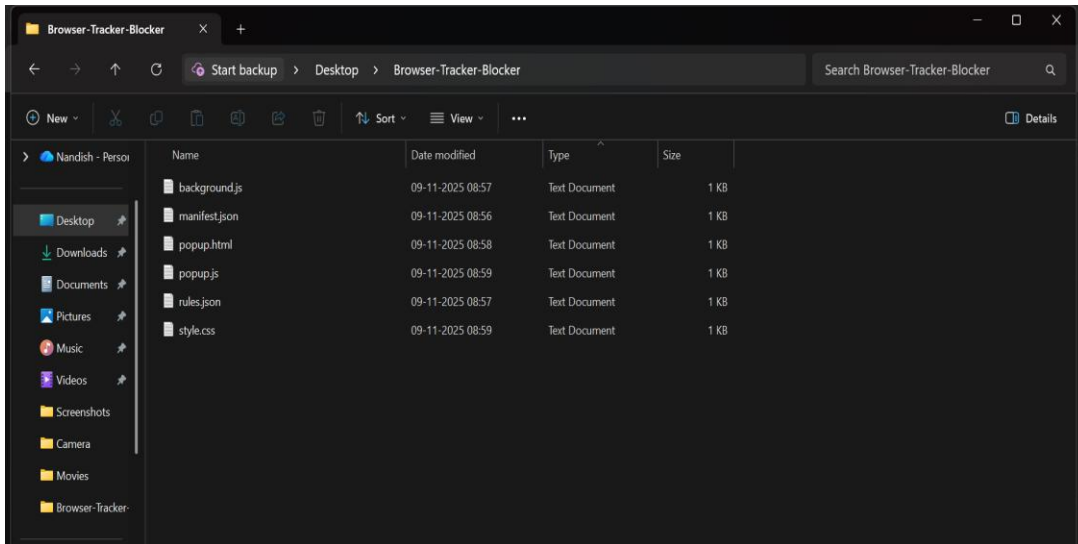 Browser-Tracker-Blocker
Start backup > Desktop > Browser-Tracker-Blocker
Search Browser-Tracker-Blocker
New
Sort
View
Details
Nandish - Persor
Name Date modified Type Size
background.js 09-11-2025 08:57 Text Document 1 KB
manifest.json 09-11-2025 08:56 Text Document 1 KB
popup.html 09-11-2025 08:58 Text Document 1 KB
popup.js 09-11-2025 08:59 Text Document 1 KB
rules.json 09-11-2025 08:57 Text Document 1 KB
style.css 09-11-2025 08:59 Text Document 1 KB
Desktop
Downloads
Documents
Pictures
Music
Videos
Screenshots
Camera
Movies
Browser-Tracker-